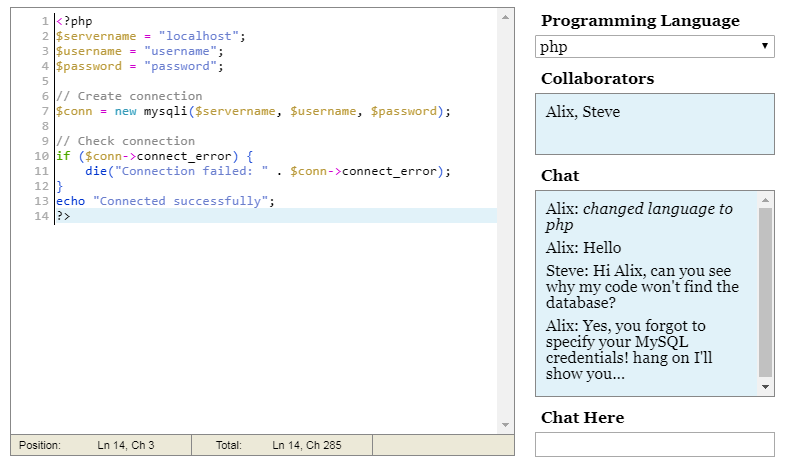 1 <?php
2 $servername = "localhost";
3 $username = "username";
4 $password = "password";
5
6 // Create connection
7 $conn = new mysqli($servername, $username, $password);
8
9 // Check connection
10 if ($conn->connect_error) {
11     die("Connection failed: " . $conn->connect_error);
12 }
13 echo "Connected successfully";
14 ?>
Position: Ln 14, Ch 3 Total: Ln 14, Ch 285
Programming Language
php
Collaborators
Alix, Steve
Chat
Alix: changed language to
php
Alix: Hello
Steve: Hi Alix, can you see
why my code won't find the
database?
Alix: Yes, you forgot to
specify your MySQL
credentials! hang on I'll
show you...
Chat Here